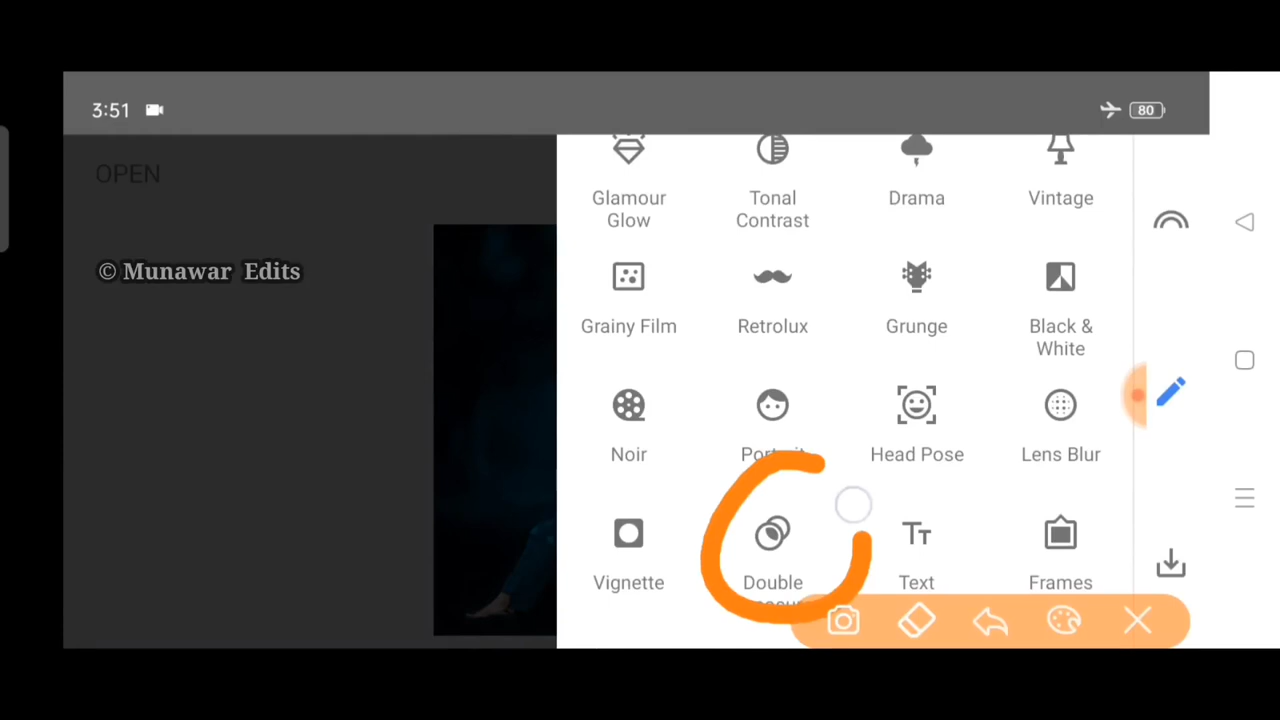 3:51
80
OPEN
© Munawar Edits
Glamour Glow
Tonal Contrast
Drama
Vintage
Grainy Film
Retrolux
Grunge
Black & White
Noir
Portrait
Head Pose
Lens Blur
Vignette
Double
Text
Frames